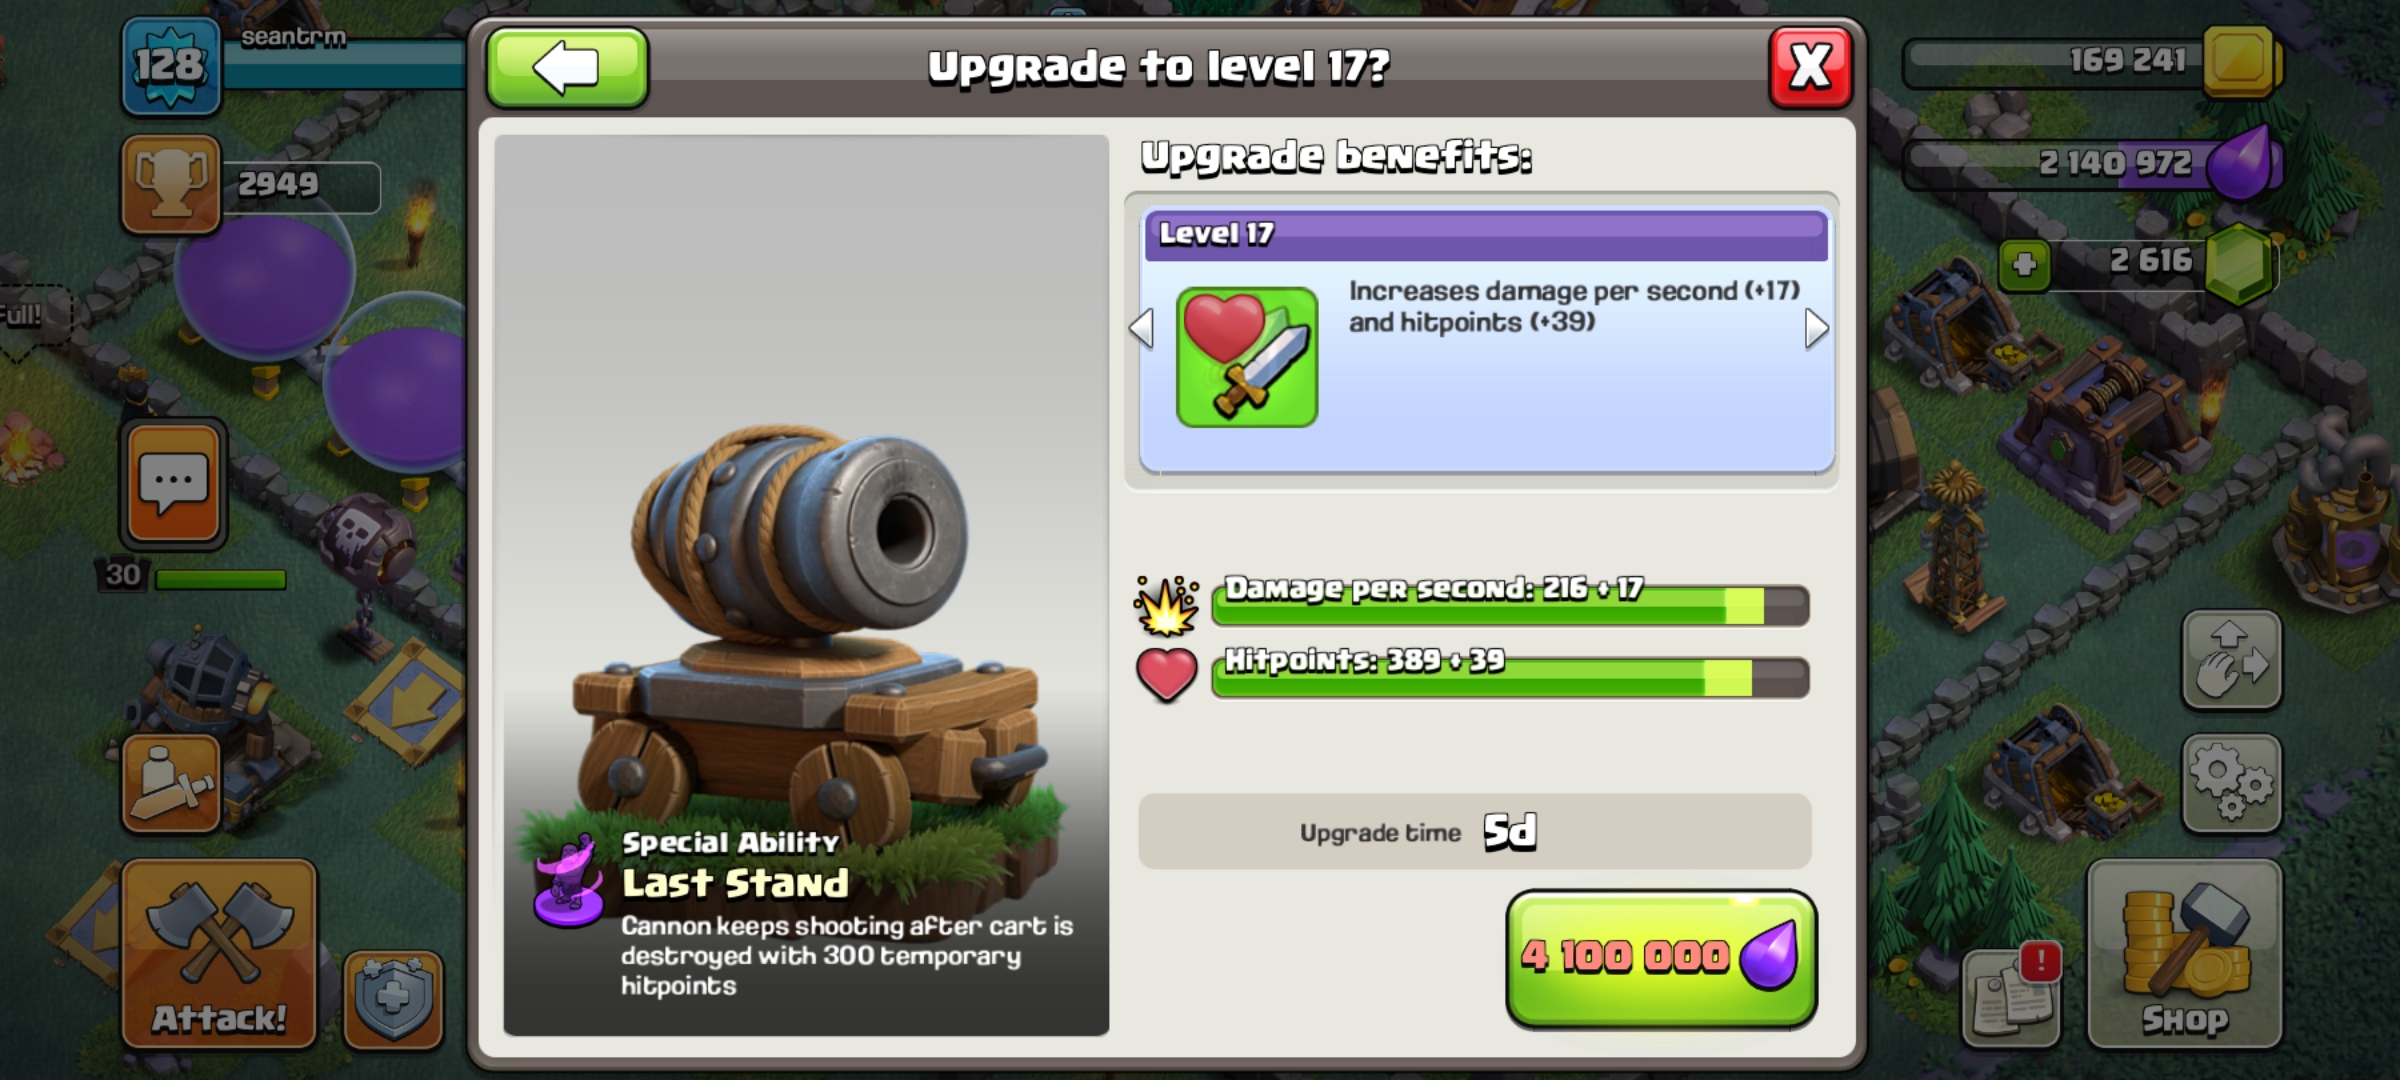 128
seantrm
Upgrade to level 17?
X
169 241
2949
Upgrade benefits:
2 140 972
Level 17
2 616
Increases damage per second (+17)
and hitpoints (+39)
Full!
30
Damage per second: 216 + 17
Hitpoints: 389 + 39
Upgrade time 5d
Special Ability
Last Stand
Cannon keeps shooting after cart is
destroyed with 300 temporary
hitpoints
4 100 000
!
Attack!
Shop